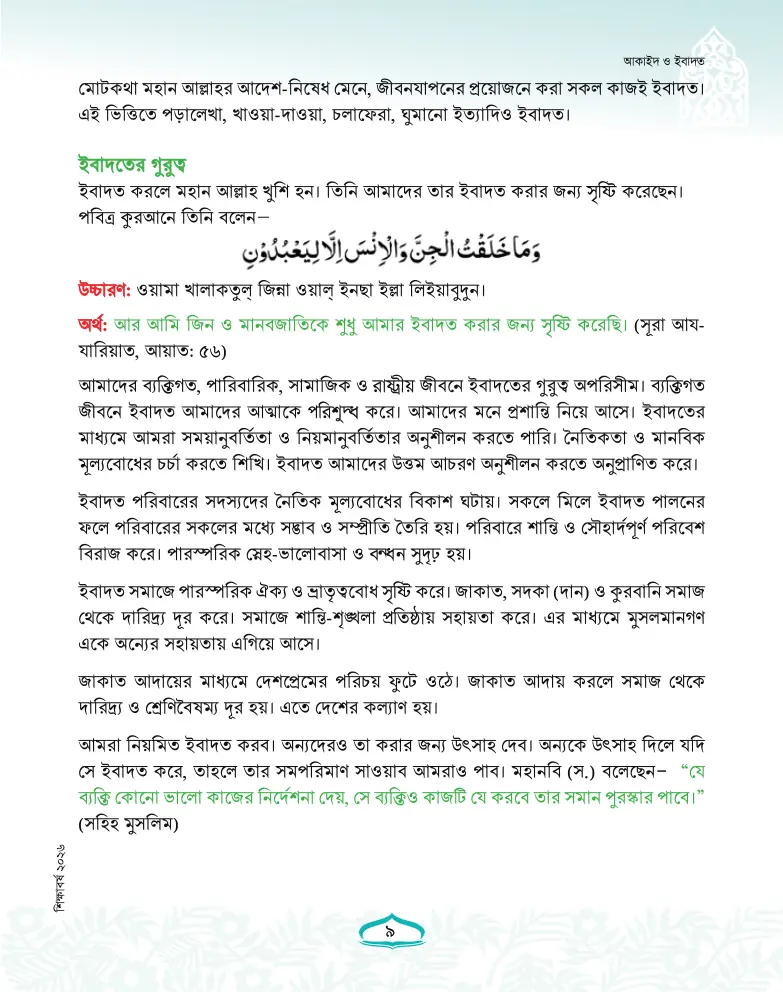 আকাইদ ও ইবাদত
মোটকথা মহান আল্লাহর আদেশ-নিষেধ মেনে, জীবনযাপনের প্রয়োজনে করা সকল কাজই ইবাদত।
এই ভিত্তিতে পড়ালেখা, খাওয়া-দাওয়া, চলাফেরা, ঘুমানো ইত্যাদিও ইবাদত।
ইবাদতের গুরুত্ব
ইবাদত করলে মহান আল্লাহ খুশি হন। তিনি আমাদের তার ইবাদত করার জন্য সৃষ্টি করেছেন।
পবিত্র কুরআনে তিনি বলেন–
وَمَا خَلَقْتُ الْجِنَّ وَالْاِنْسَ اِلَّا لِيَعْبُدُوْنِ
উচ্চারণ: ওয়ামা খালাকতুল্ জিন্না ওয়াল্ ইনছা ইল্লা লিইয়াবুদুন।
অর্থ: আর আমি জিন ও মানবজাতিকে শুধু আমার ইবাদত করার জন্য সৃষ্টি করেছি। (সূরা আয-
যারিয়াত, আয়াত: ৫৬)
আমাদের ব্যক্তিগত, পারিবারিক, সামাজিক ও রাষ্ট্রীয় জীবনে ইবাদতের গুরুত্ব অপরিসীম। ব্যক্তিগত
জীবনে ইবাদত আমাদের আত্মাকে পরিশুদ্ধ করে। আমাদের মনে প্রশান্তি নিয়ে আসে। ইবাদতের
মাধ্যমে আমরা সময়ানুবর্তিতা ও নিয়মানুবর্তিতার অনুশীলন করতে পারি। নৈতিকতা ও মানবিক
মূল্যবোধের চর্চা করতে শিখি। ইবাদত আমাদের উত্তম আচরণ অনুশীলন করতে অনুপ্রাণিত করে।
ইবাদত পরিবারের সদস্যদের নৈতিক মূল্যবোধের বিকাশ ঘটায়। সকলে মিলে ইবাদত পালনের
ফলে পরিবারের সকলের মধ্যে সদ্ভাব ও সম্প্রীতি তৈরি হয়। পরিবারে শান্তি ও সৌহার্দপূর্ণ পরিবেশ
বিরাজ করে। পারস্পরিক স্নেহ-ভালোবাসা ও বন্ধন সুদৃঢ় হয়।
ইবাদত সমাজে পারস্পরিক ঐক্য ও ভ্রাতৃত্ববোধ সৃষ্টি করে। জাকাত, সদকা (দান) ও কুরবানি সমাজ
থেকে দারিদ্র্য দূর করে। সমাজে শান্তি-শৃঙ্খলা প্রতিষ্ঠায় সহায়তা করে। এর মাধ্যমে মুসলমানগণ
একে অন্যের সহায়তায় এগিয়ে আসে।
জাকাত আদায়ের মাধ্যমে দেশপ্রেমের পরিচয় ফুটে ওঠে। জাকাত আদায় করলে সমাজ থেকে
দারিদ্র্য ও শ্রেণিবৈষম্য দূর হয়। এতে দেশের কল্যাণ হয়।
আমরা নিয়মিত ইবাদত করব। অন্যদেরও তা করার জন্য উৎসাহ দেব। অন্যকে উৎসাহ দিলে যদি
সে ইবাদত করে, তাহলে তার সমপরিমাণ সাওয়াব আমরাও পাব। মহানবি (স.) বলেছেন– “যে
ব্যক্তি কোনো ভালো কাজের নির্দেশনা দেয়, সে ব্যক্তিও কাজটি যে করবে তার সমান পুরস্কার পাবে।”
(সহিহ মুসলিম)
শিক্ষাবর্ষ ২০২৬
৯